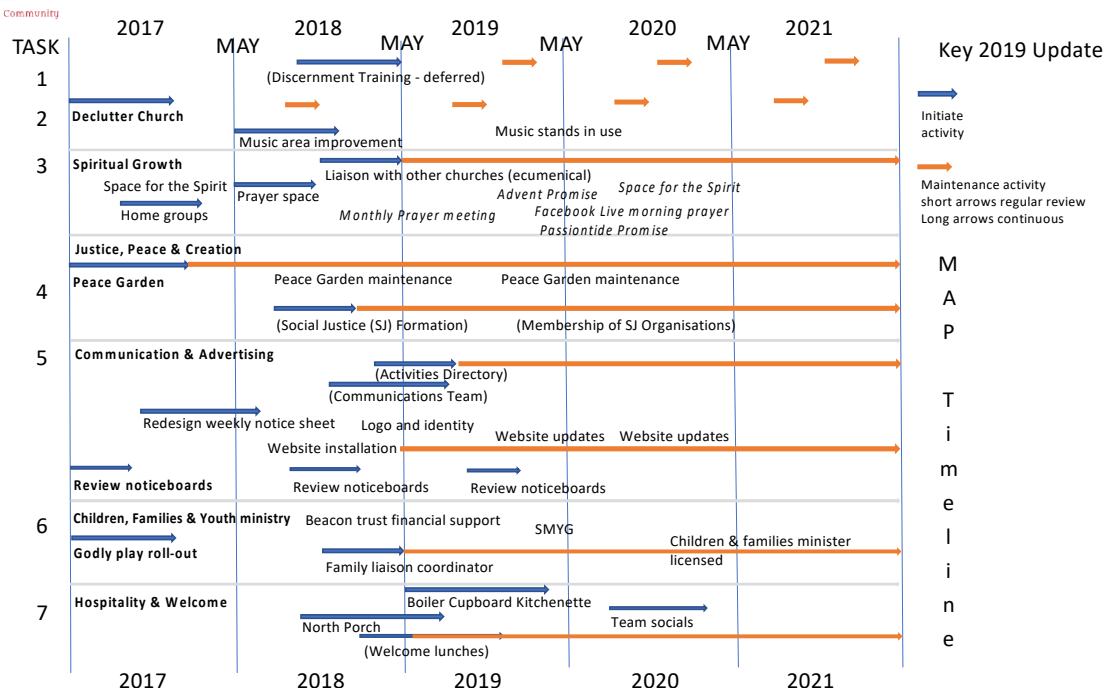 Community
2017
2018
2019
2020
2021
TASK
MAY
MAY
MAY
MAY
Key 2019 Update
1
(Discernment Training - deferred)
Initiate
activity
2
Declutter Church
Music area improvement
Music stands in use
3
Spiritual Growth
Liaison with other churches (ecumenical)
Space for the Spirit
Prayer space
Advent Promise
Space for the Spirit
Home groups
Monthly Prayer meeting
Facebook Live morning prayer
Passiontide Promise
Maintenance activity
short arrows regular review
Long arrows continuous
4
Justice, Peace & Creation
Peace Garden
Peace Garden maintenance
Peace Garden maintenance
(Social Justice (SJ) Formation)
(Membership of SJ Organisations)
5
Communication & Advertising
(Activities Directory)
(Communications Team)
Redesign weekly notice sheet
Logo and identity
Website installation
Website updates
Website updates
Review noticeboards
Review noticeboards
Review noticeboards
6
Children, Families & Youth ministry
Beacon trust financial support
SMYG
Godly play roll-out
Family liaison coordinator
Children & families minister
licensed
7
Hospitality & Welcome
Boiler Cupboard Kitchenette
North Porch
Team socials
(Welcome lunches)
M
A
P
T
i
m
e
l
i
n
e
2017
2018
2019
2020
2021